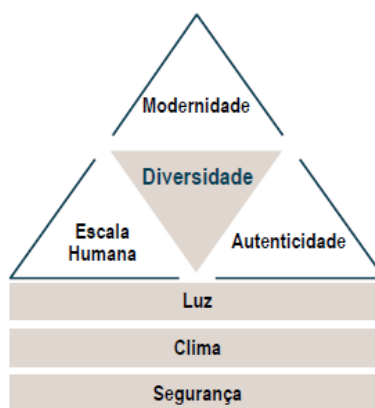 Modernidade
Diversidade
Escala
Humana
Autenticidade
Luz
Clima
Segurança